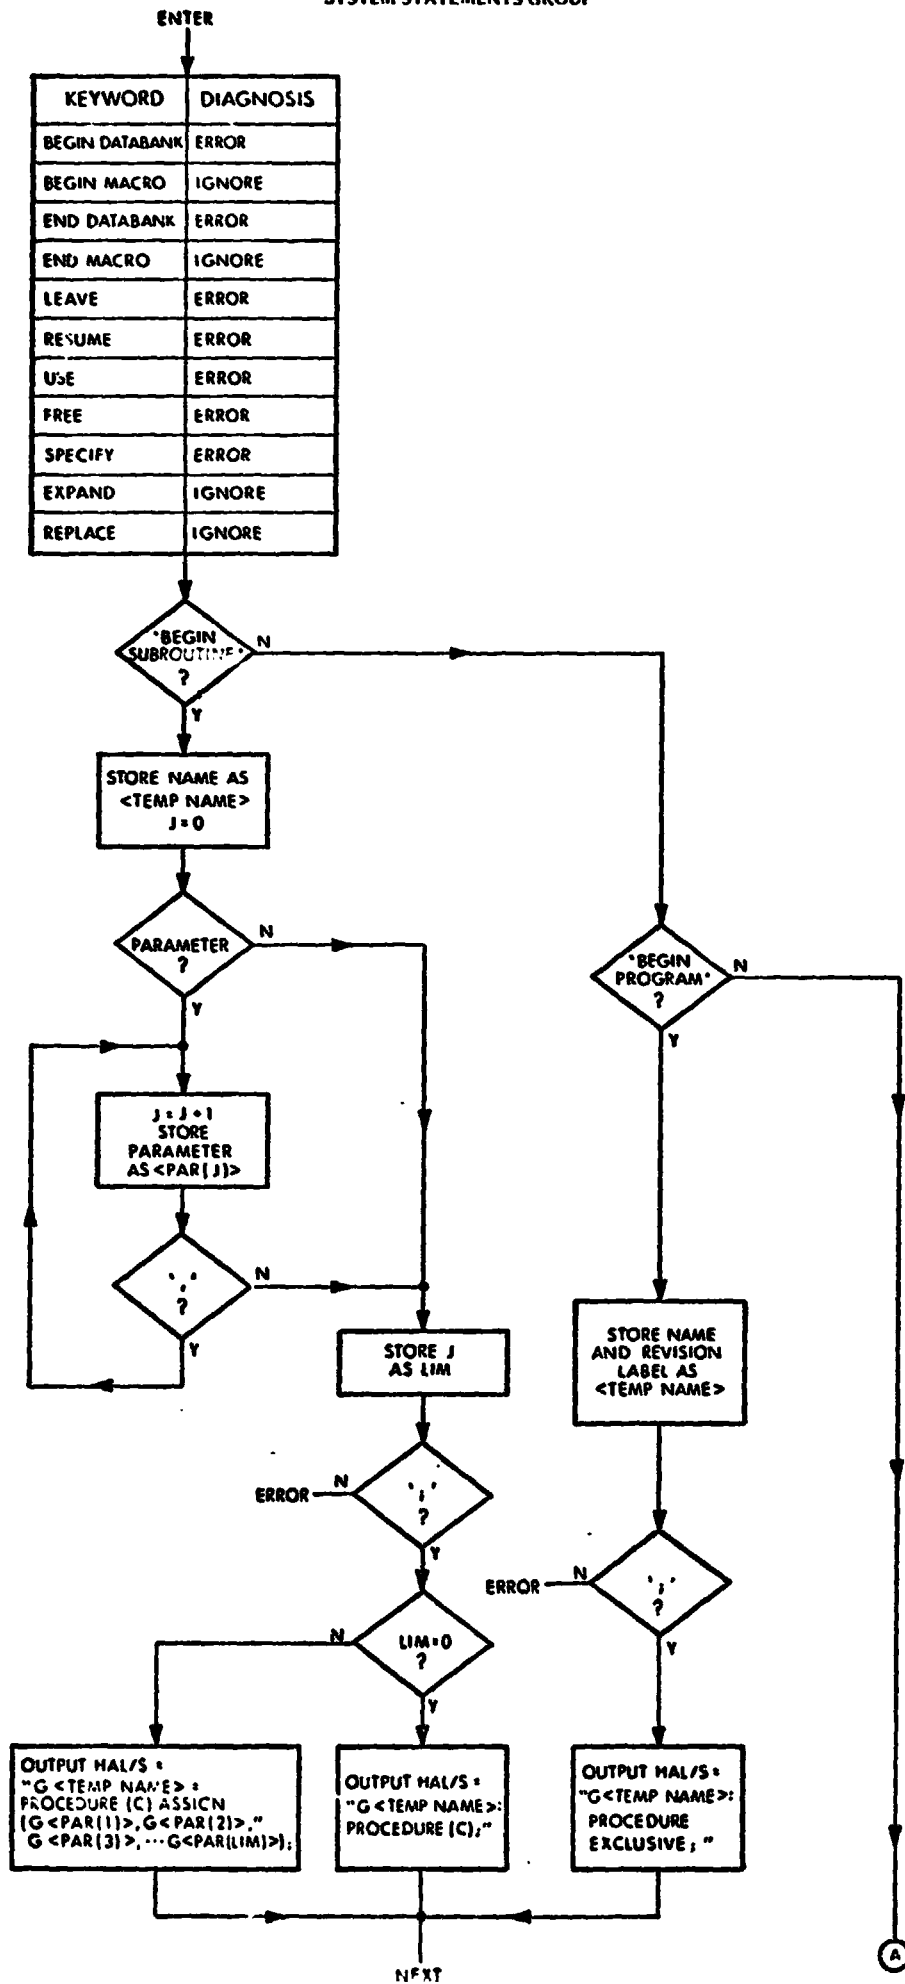 SYSTEM STATEMENTS GROUP
ENTER
KEYWORD DIAGNOSIS
BEGIN DATABANK ERROR
BEGIN MACRO IGNORE
END DATABANK ERROR
END MACRO IGNORE
LEAVE ERROR
RESUME ERROR
USE ERROR
FREE ERROR
SPECIFY ERROR
EXPAND IGNORE
REPLACE IGNORE
'BEGIN
SUBROUTINE'
?
N
Y
STORE NAME AS
<TEMP NAME>
J=0
PARAMETER
?
N
Y
'BEGIN
PROGRAM'
?
N
Y
J = J + 1
STORE
PARAMETER
AS <PAR(J)>
','
?
N
Y
STORE J
AS LIM
STORE NAME
AND REVISION
LABEL AS
<TEMP NAME>
ERROR
N
';'
?
Y
ERROR
N
';'
?
Y
N
LIM=0
?
Y
OUTPUT HAL/S =
"G <TEMP NAME> :
PROCEDURE (C) ASSIGN
(G <PAR(1)>, G<PAR(2)>,"
G <PAR(3)>, ... G<PAR(LIM)>);
OUTPUT HAL/S =
"G <TEMP NAME>:
PROCEDURE (C);"
OUTPUT HAL/S =
"G<TEMP NAME>:
PROCEDURE
EXCLUSIVE; "
NEXT
A